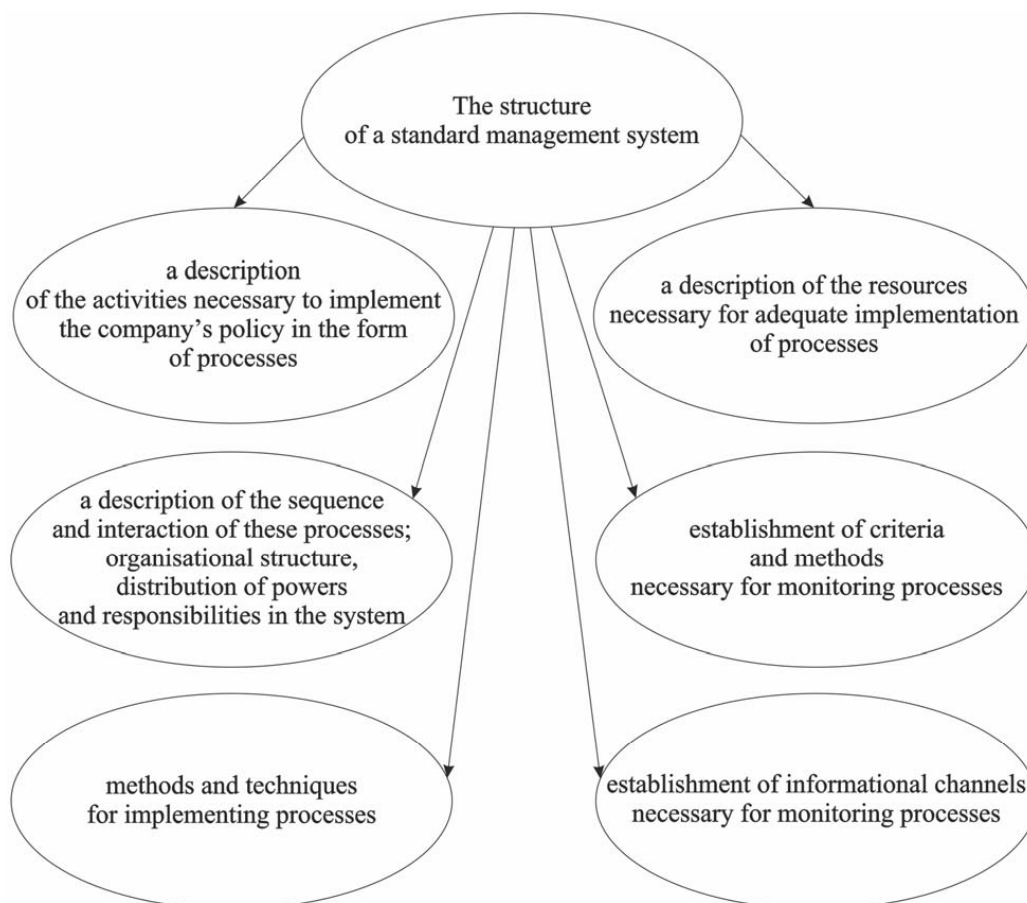 The structure
of a standard management system
a description
of the activities necessary to implement
the company's policy in the form
of processes
a description of the resources
necessary for adequate implementation
of processes
a description of the sequence
and interaction of these processes;
organisational structure,
distribution of powers
and responsibilities in the system
establishment of criteria
and methods
necessary for monitoring processes
methods and techniques
for implementing processes
establishment of informational channels
necessary for monitoring processes